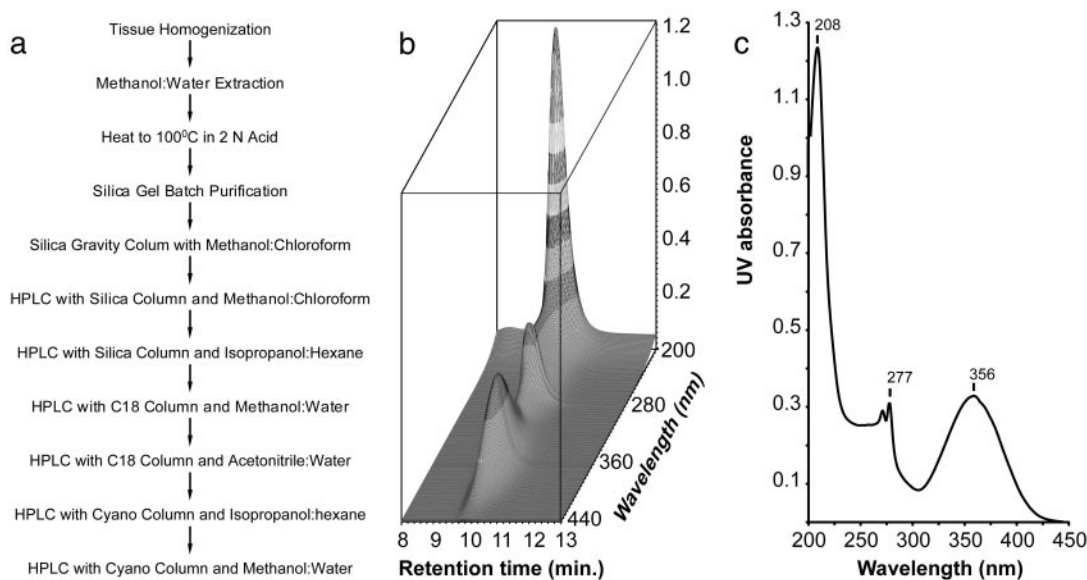 a
Tissue Homogenization
Methanol:Water Extraction
Heat to 100⁰C in 2 N Acid
Silica Gel Batch Purification
Silica Gravity Colum with Methanol:Chloroform
HPLC with Silica Column and Methanol:Chloroform
HPLC with Silica Column and Isopropanol:Hexane
HPLC with C18 Column and Methanol:Water
HPLC with C18 Column and Acetonitrile:Water
HPLC with Cyano Column and Isopropanol:hexane
HPLC with Cyano Column and Methanol:Water
b
1.2
1.0
0.8
0.6
0.4
0.2
200
280
360
440
Wavelength (nm)
8 9 10 11 12 13
Retention time (min.)
c
UV absorbance
1.3
1.1
0.9
0.7
0.5
0.3
0.1
208
277
356
200 250 300 350 400 450
Wavelength (nm)